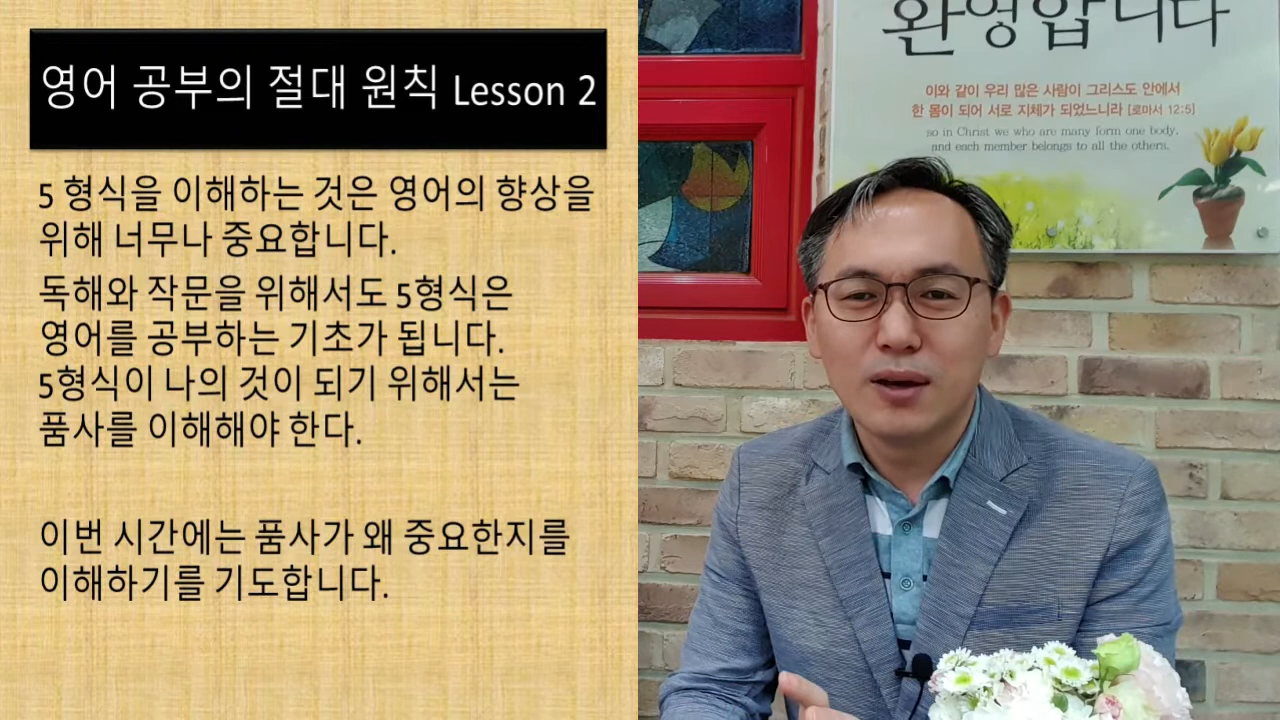 영어 공부의 절대 원칙 Lesson 2
5 형식을 이해하는 것은 영어의 향상을
위해 너무나 중요합니다.
독해와 작문을 위해서도 5형식은
영어를 공부하는 기초가 됩니다.
5형식이 나의 것이 되기 위해서는
품사를 이해해야 한다.
이번 시간에는 품사가 왜 중요한지를
이해하기를 기도합니다.
환영합니다
이와 같이 우리 많은 사람이 그리스도 안에서
한 몸이 되어 서로 지체가 되었느니라 [로마서 12:5]
so in Christ we who are many form one body,
and each member belongs to all the others.